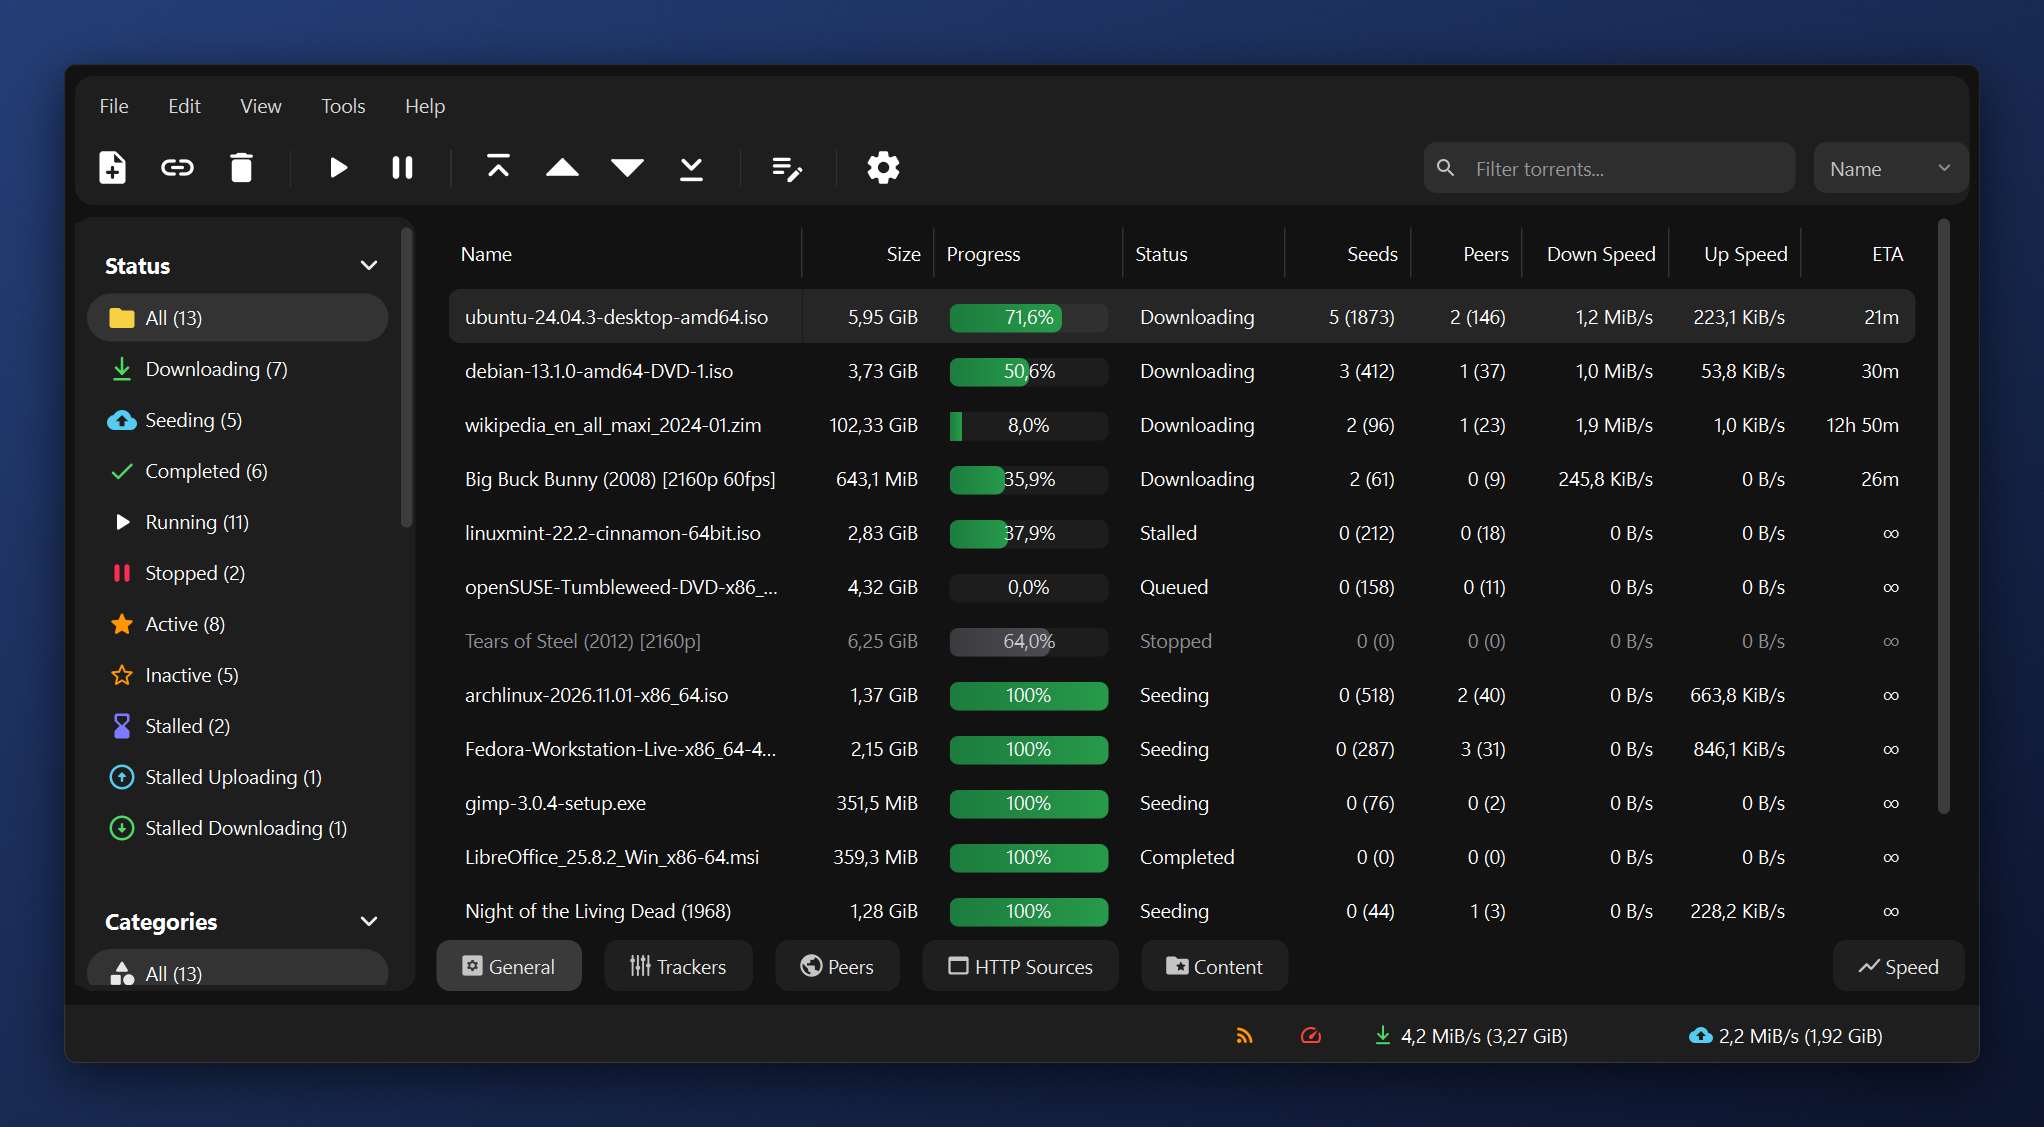 File Edit View Tools Help
Filter torrents... Name
Status
All (13)
Downloading (7)
Seeding (5)
Completed (6)
Running (11)
Stopped (2)
Active (8)
Inactive (5)
Stalled (2)
Stalled Uploading (1)
Stalled Downloading (1)
Categories
All (13)
Name Size Progress Status Seeds Peers Down Speed Up Speed ETA
ubuntu-24.04.3-desktop-amd64.iso 5,95 GiB 71,6% Downloading 5 (1873) 2 (146) 1,2 MiB/s 223,1 KiB/s 21m
debian-13.1.0-amd64-DVD-1.iso 3,73 GiB 50,6% Downloading 3 (412) 1 (37) 1,0 MiB/s 53,8 KiB/s 30m
wikipedia_en_all_maxi_2024-01.zim 102,33 GiB 8,0% Downloading 2 (96) 1 (23) 1,9 MiB/s 1,0 KiB/s 12h 50m
Big Buck Bunny (2008) [2160p 60fps] 643,1 MiB 35,9% Downloading 2 (61) 0 (9) 245,8 KiB/s 0 B/s 26m
linuxmint-22.2-cinnamon-64bit.iso 2,83 GiB 37,9% Stalled 0 (212) 0 (18) 0 B/s 0 B/s ∞
openSUSE-Tumbleweed-DVD-x86_... 4,32 GiB 0,0% Queued 0 (158) 0 (11) 0 B/s 0 B/s ∞
Tears of Steel (2012) [2160p] 6,25 GiB 64,0% Stopped 0 (0) 0 (0) 0 B/s 0 B/s ∞
archlinux-2026.11.01-x86_64.iso 1,37 GiB 100% Seeding 0 (518) 2 (40) 0 B/s 663,8 KiB/s ∞
Fedora-Workstation-Live-x86_64-4... 2,15 GiB 100% Seeding 0 (287) 3 (31) 0 B/s 846,1 KiB/s ∞
gimp-3.0.4-setup.exe 351,5 MiB 100% Seeding 0 (76) 0 (2) 0 B/s 0 B/s ∞
LibreOffice_25.8.2_Win_x86-64.msi 359,3 MiB 100% Completed 0 (0) 0 (0) 0 B/s 0 B/s ∞
Night of the Living Dead (1968) 1,28 GiB 100% Seeding 0 (44) 1 (3) 0 B/s 228,2 KiB/s ∞
General Trackers Peers HTTP Sources Content Speed
4,2 MiB/s (3,27 GiB) 2,2 MiB/s (1,92 GiB)